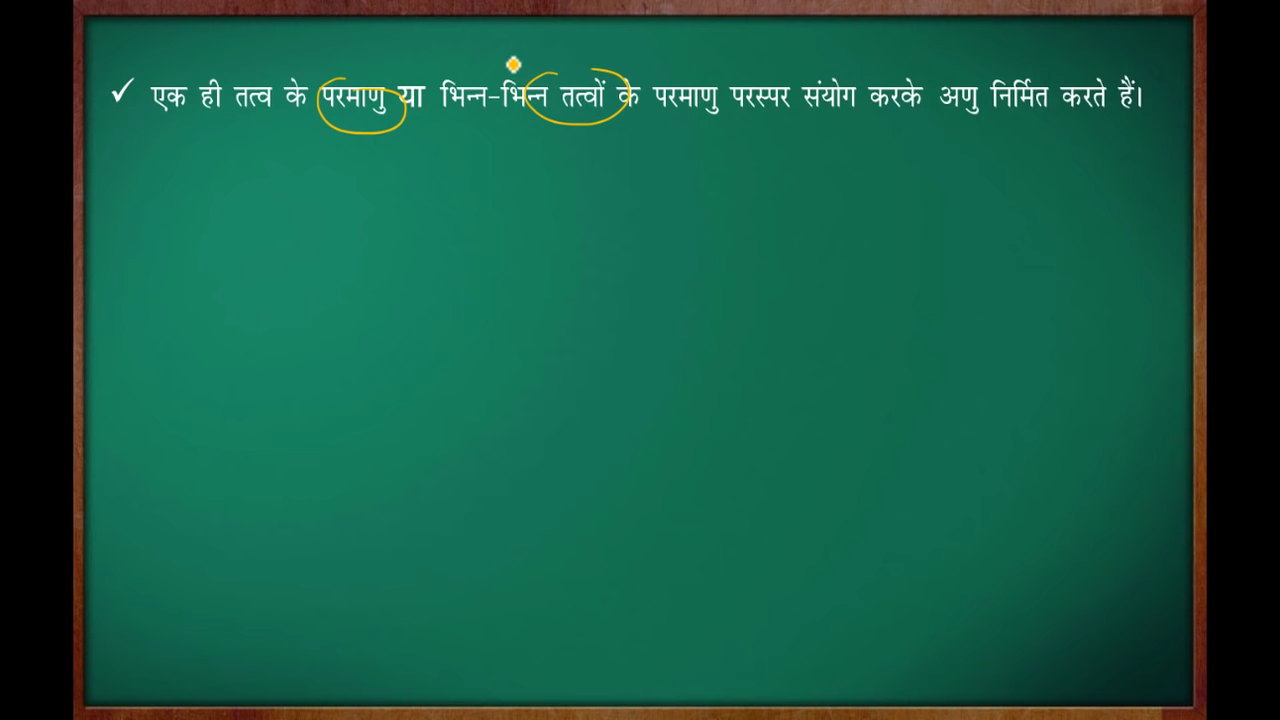 ✓ एक ही तत्व के परमाणु या भिन्न-भिन्न तत्वों के परमाणु परस्पर संयोग करके अणु निर्मित करते हैं।